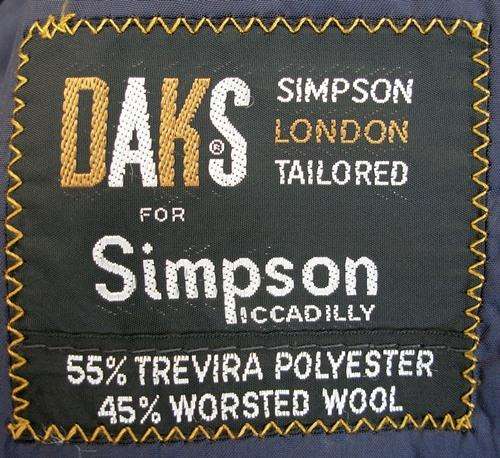 DAKS®
SIMPSON
LONDON
TAILORED
FOR
Simpson
PICCADILLY
55% TREVIRA POLYESTER
45% WORSTED WOOL